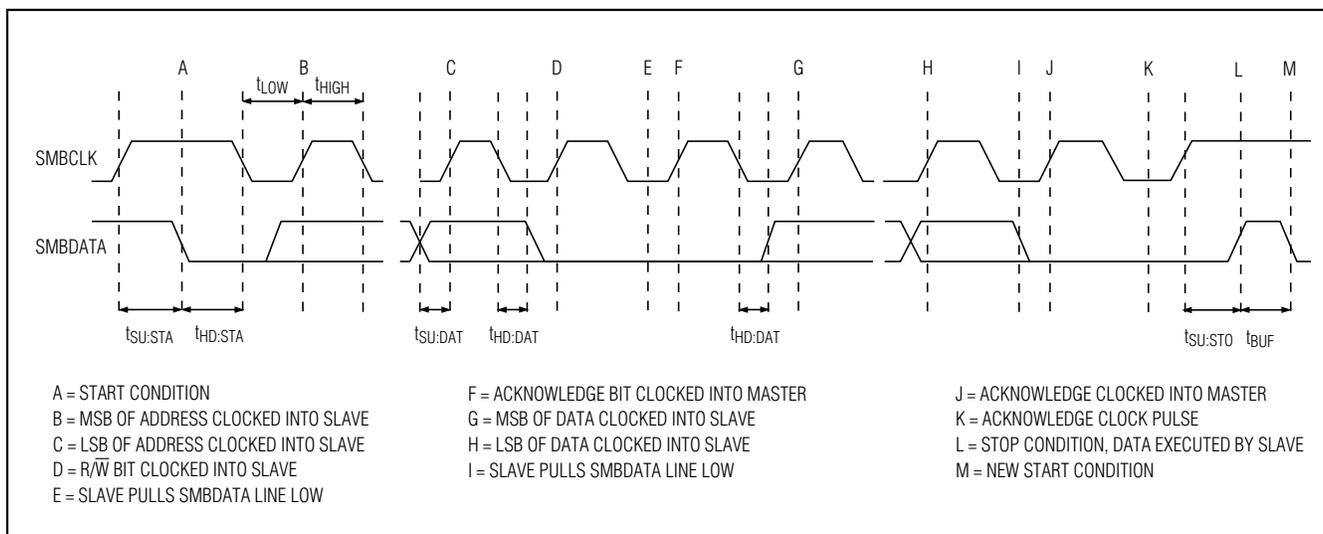 A B C D E F G H I J K L M
tLOW tHIGH
SMBCLK
SMBDATA
tSU:STA tHD:STA tSU:DAT tHD:DAT tHD:DAT tSU:STO tBUF
A = START CONDITION
B = MSB OF ADDRESS CLOCKED INTO SLAVE
C = LSB OF ADDRESS CLOCKED INTO SLAVE
D = R/W̅ BIT CLOCKED INTO SLAVE
E = SLAVE PULLS SMBDATA LINE LOW
F = ACKNOWLEDGE BIT CLOCKED INTO MASTER
G = MSB OF DATA CLOCKED INTO SLAVE
H = LSB OF DATA CLOCKED INTO SLAVE
I = SLAVE PULLS SMBDATA LINE LOW
J = ACKNOWLEDGE CLOCKED INTO MASTER
K = ACKNOWLEDGE CLOCK PULSE
L = STOP CONDITION, DATA EXECUTED BY SLAVE
M = NEW START CONDITION